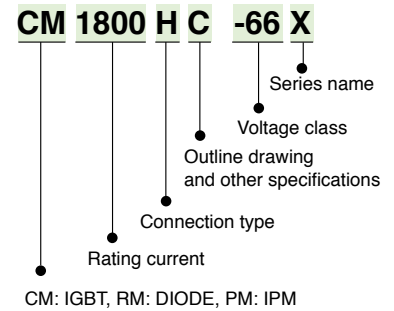 CM 1800 H C -66 X
Series name
Voltage class
Outline drawing
and other specifications
Connection type
Rating current
CM: IGBT, RM: DIODE, PM: IPM